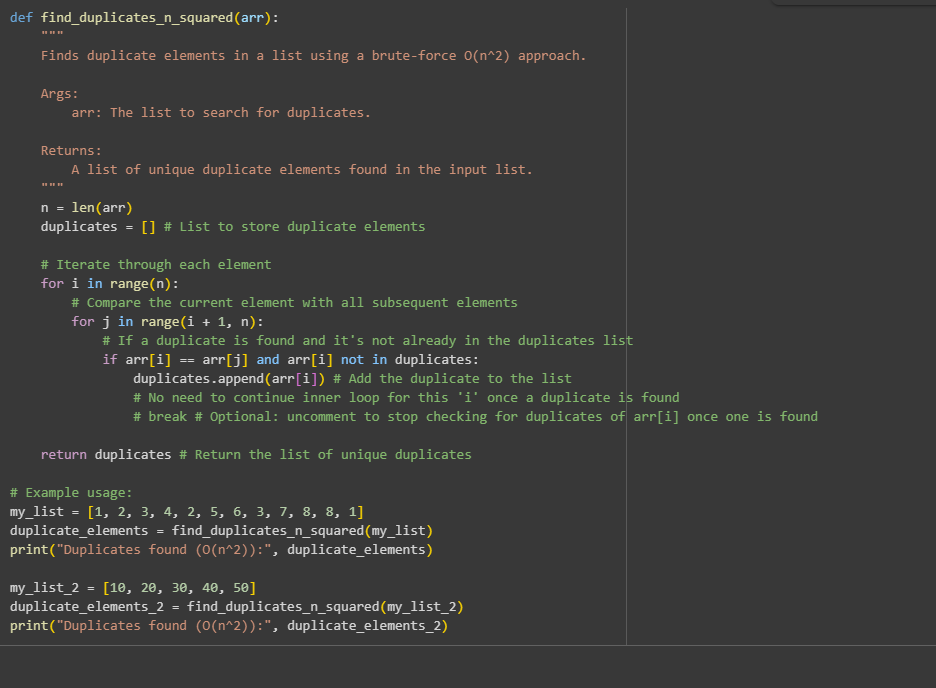 def find_duplicates_n_squared(arr):
    """
    Finds duplicate elements in a list using a brute-force O(n^2) approach.

    Args:
        arr: The list to search for duplicates.

    Returns:
        A list of unique duplicate elements found in the input list.
    """
    n = len(arr)
    duplicates = [] # List to store duplicate elements

    # Iterate through each element
    for i in range(n):
        # Compare the current element with all subsequent elements
        for j in range(i + 1, n):
            # If a duplicate is found and it's not already in the duplicates list
            if arr[i] == arr[j] and arr[i] not in duplicates:
                duplicates.append(arr[i]) # Add the duplicate to the list
                # No need to continue inner loop for this 'i' once a duplicate is found
                # break # Optional: uncomment to stop checking for duplicates of arr[i] once one is found

    return duplicates # Return the list of unique duplicates

# Example usage:
my_list = [1, 2, 3, 4, 2, 5, 6, 3, 7, 8, 8, 1]
duplicate_elements = find_duplicates_n_squared(my_list)
print("Duplicates found (O(n^2)):", duplicate_elements)

my_list_2 = [10, 20, 30, 40, 50]
duplicate_elements_2 = find_duplicates_n_squared(my_list_2)
print("Duplicates found (O(n^2)):", duplicate_elements_2)